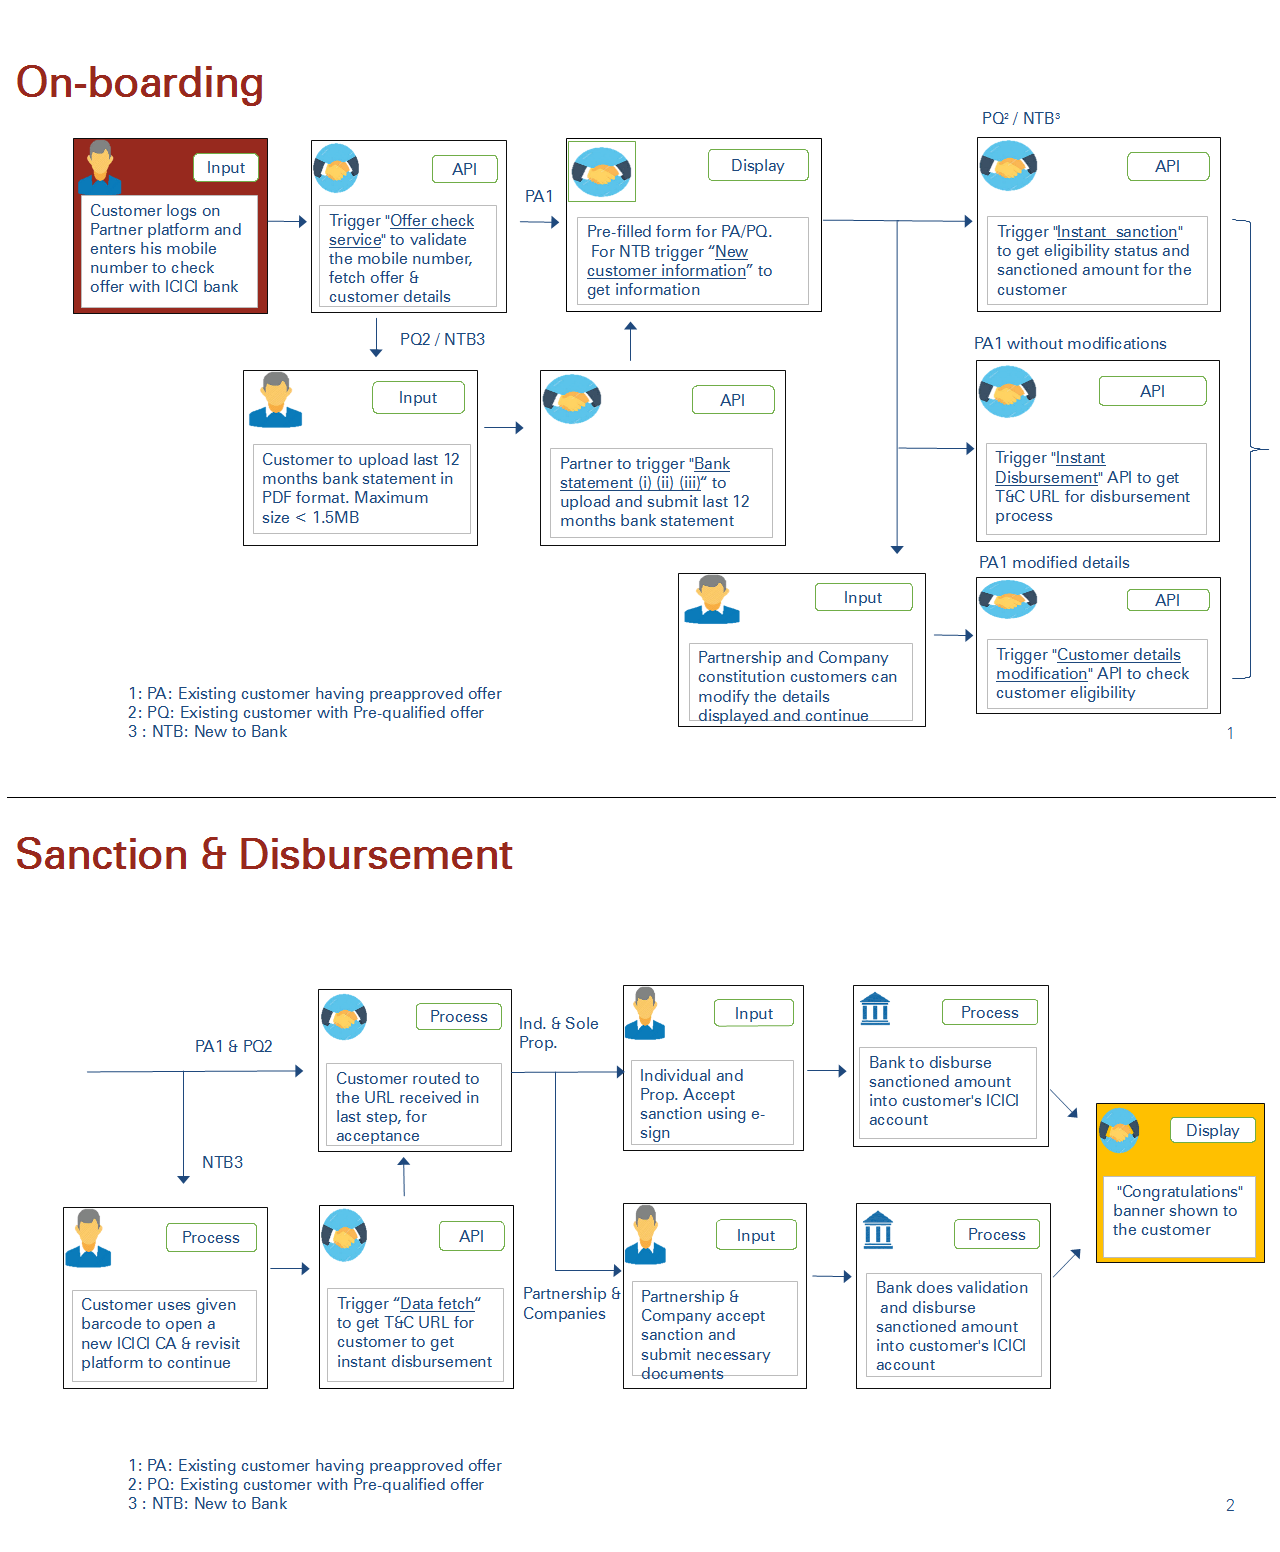 On-boarding
PQ² / NTB³
Input
Customer logs on
Partner platform and
enters his mobile
number to check
offer with ICICI bank
API
Trigger "Offer check
service" to validate
the mobile number,
fetch offer &
customer details
PA1
Display
Pre-filled form for PA/PQ.
For NTB trigger “New
customer information” to
get information
API
Trigger "Instant sanction"
to get eligibility status and
sanctioned amount for the
customer
PQ2 / NTB3
PA1 without modifications
Input
Customer to upload last 12
months bank statement in
PDF format. Maximum
size < 1.5MB
API
Partner to trigger "Bank
statement (i) (ii) (iii)“ to
upload and submit last 12
months bank statement
API
Trigger "Instant
Disbursement" API to get
T&C URL for disbursement
process
PA1 modified details
Input
Partnership and Company
constitution customers can
modify the details
displayed and continue
API
Trigger "Customer details
modification" API to check
customer eligibility
1: PA: Existing customer having preapproved offer
2: PQ: Existing customer with Pre-qualified offer
3 : NTB: New to Bank
1
Sanction & Disbursement
PA1 & PQ2
Process
Customer routed to
the URL received in
last step, for
acceptance
Ind. & Sole
Prop.
Input
Individual and
Prop. Accept
sanction using e-
sign
Process
Bank to disburse
sanctioned amount
into customer's ICICI
account
Display
"Congratulations"
banner shown to
the customer
NTB3
Process
Customer uses given
barcode to open a
new ICICI CA & revisit
platform to continue
API
Trigger “Data fetch“
to get T&C URL for
customer to get
instant disbursement
Partnership &
Companies
Input
Partnership &
Company accept
sanction and
submit necessary
documents
Process
Bank does validation
and disburse
sanctioned amount
into customer's ICICI
account
1: PA: Existing customer having preapproved offer
2: PQ: Existing customer with Pre-qualified offer
3 : NTB: New to Bank
2